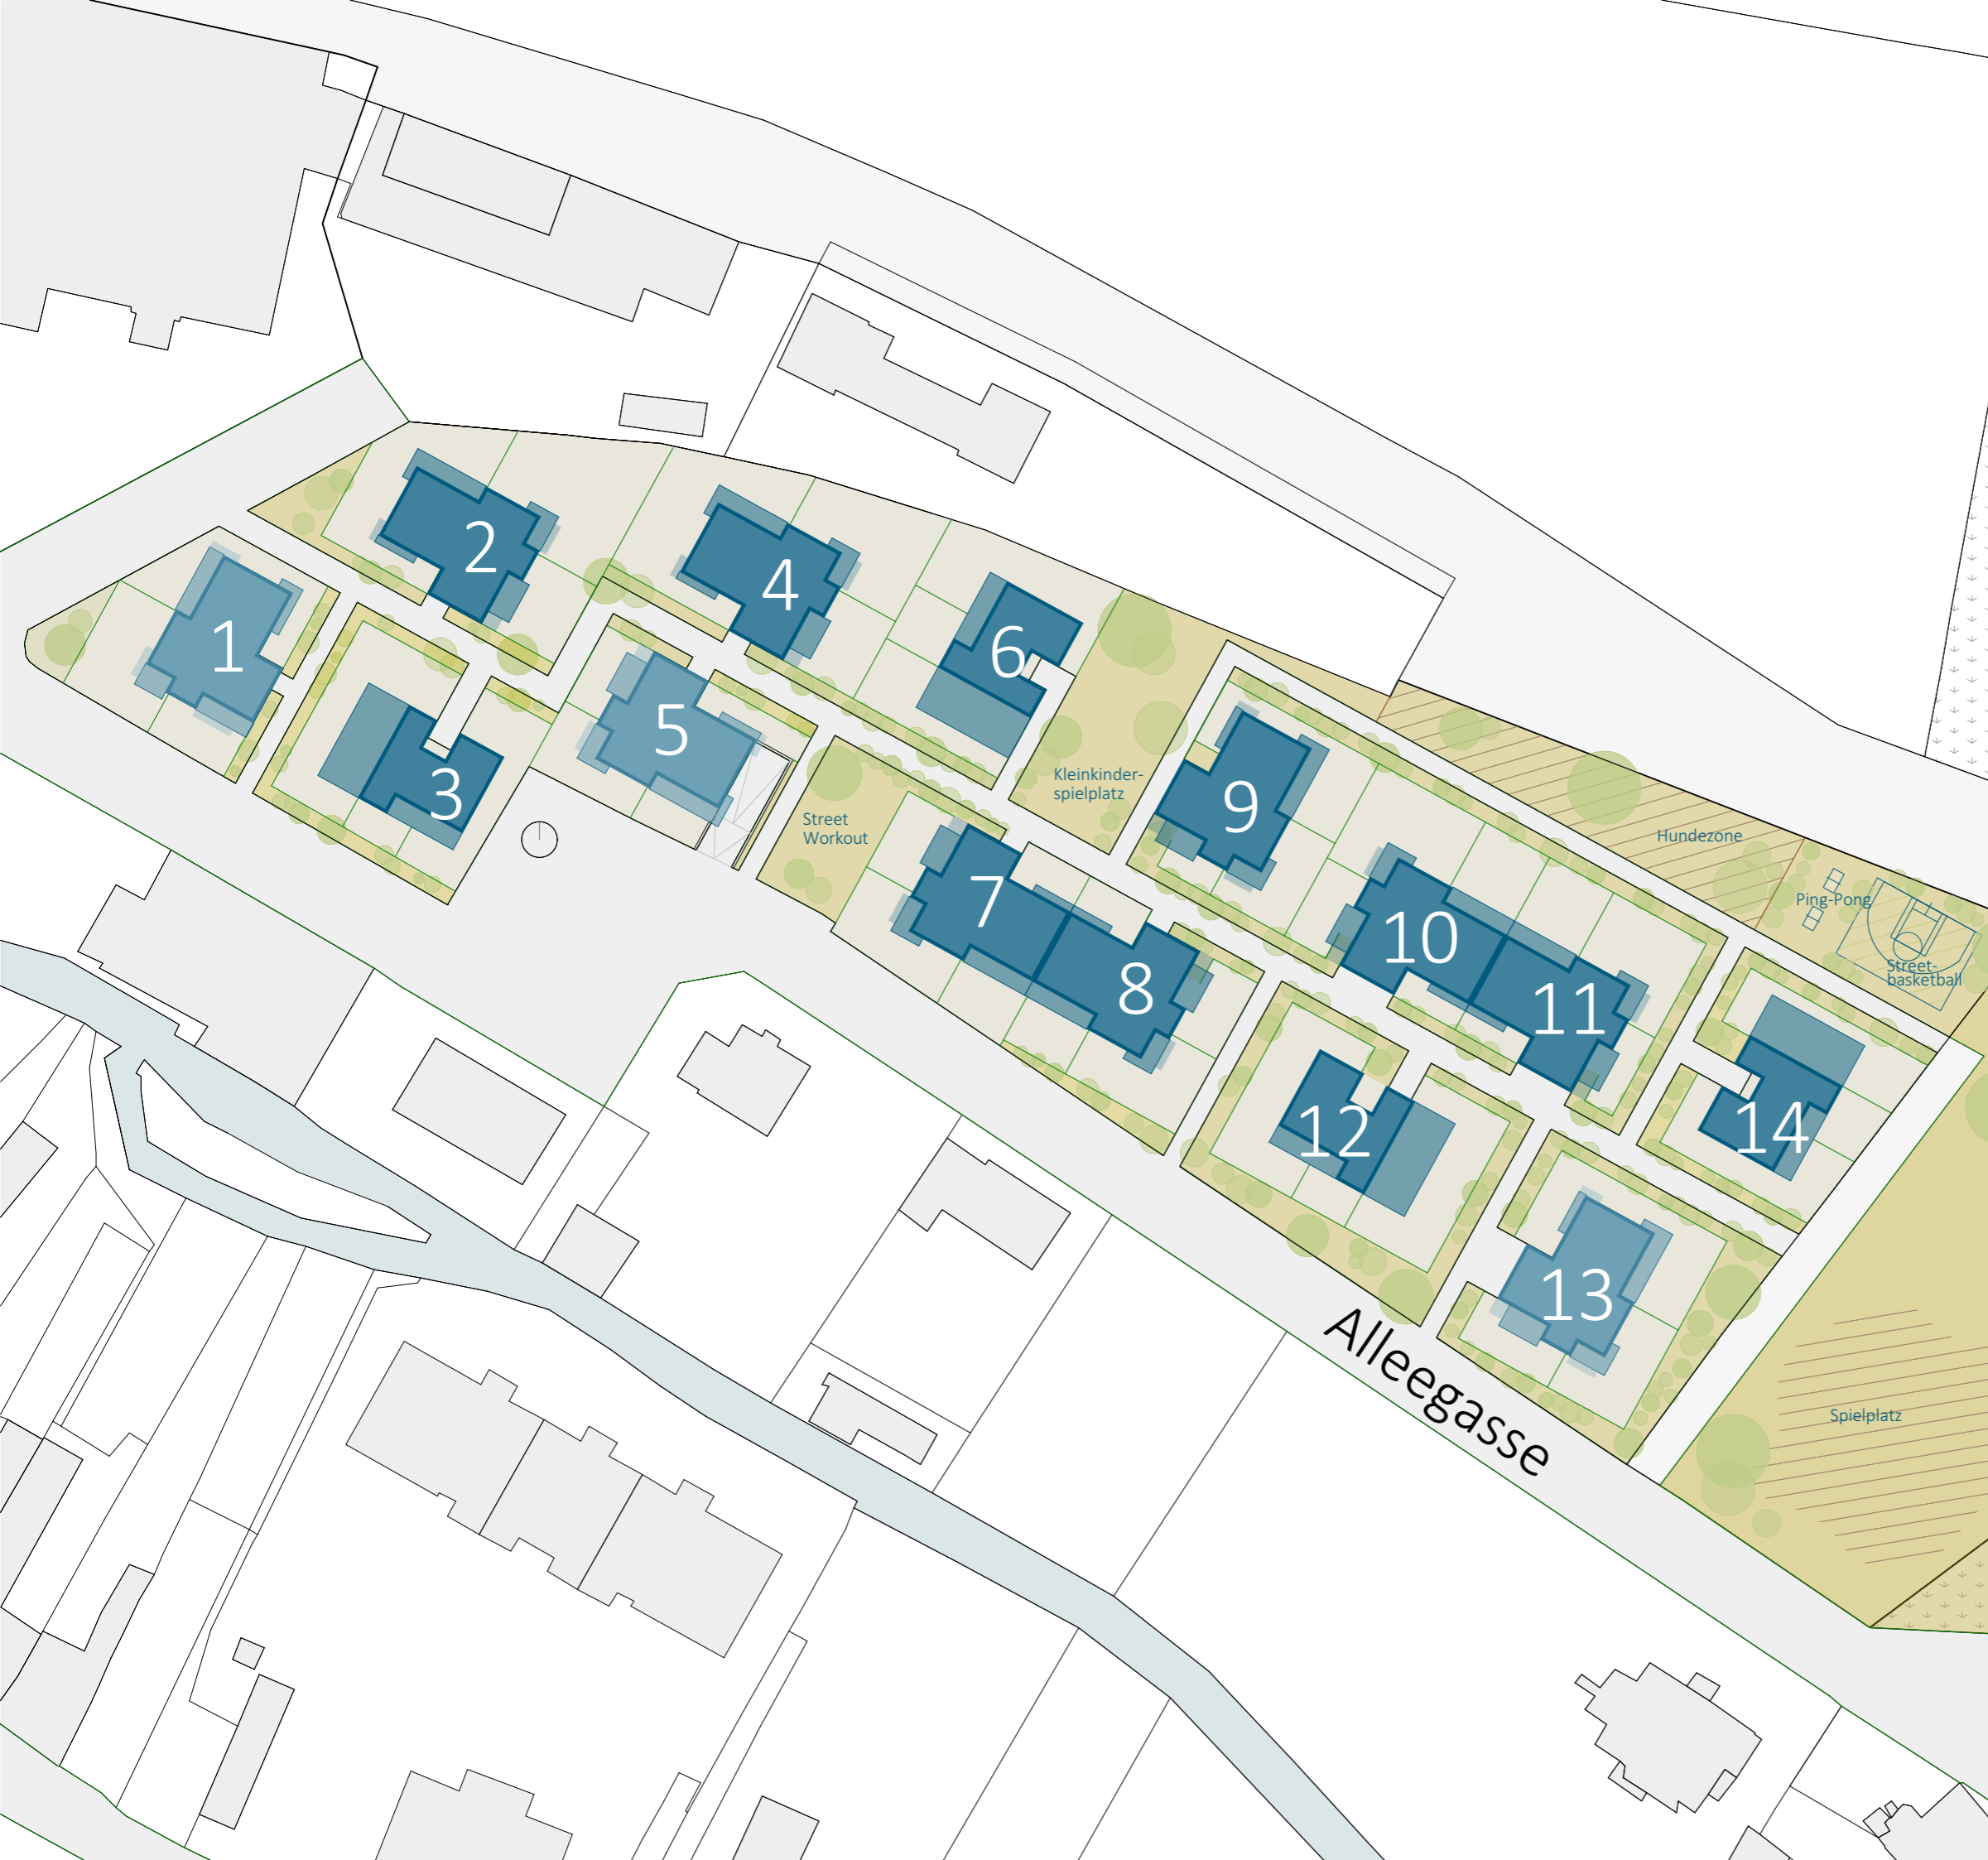 1
2
3
4
5
6
Kleinkinder-
spielplatz
Street
Workout
7
8
9
10
11
12
13
14
Hundezone
Ping-Pong
Street-
basketball
Spielplatz
Alleegasse